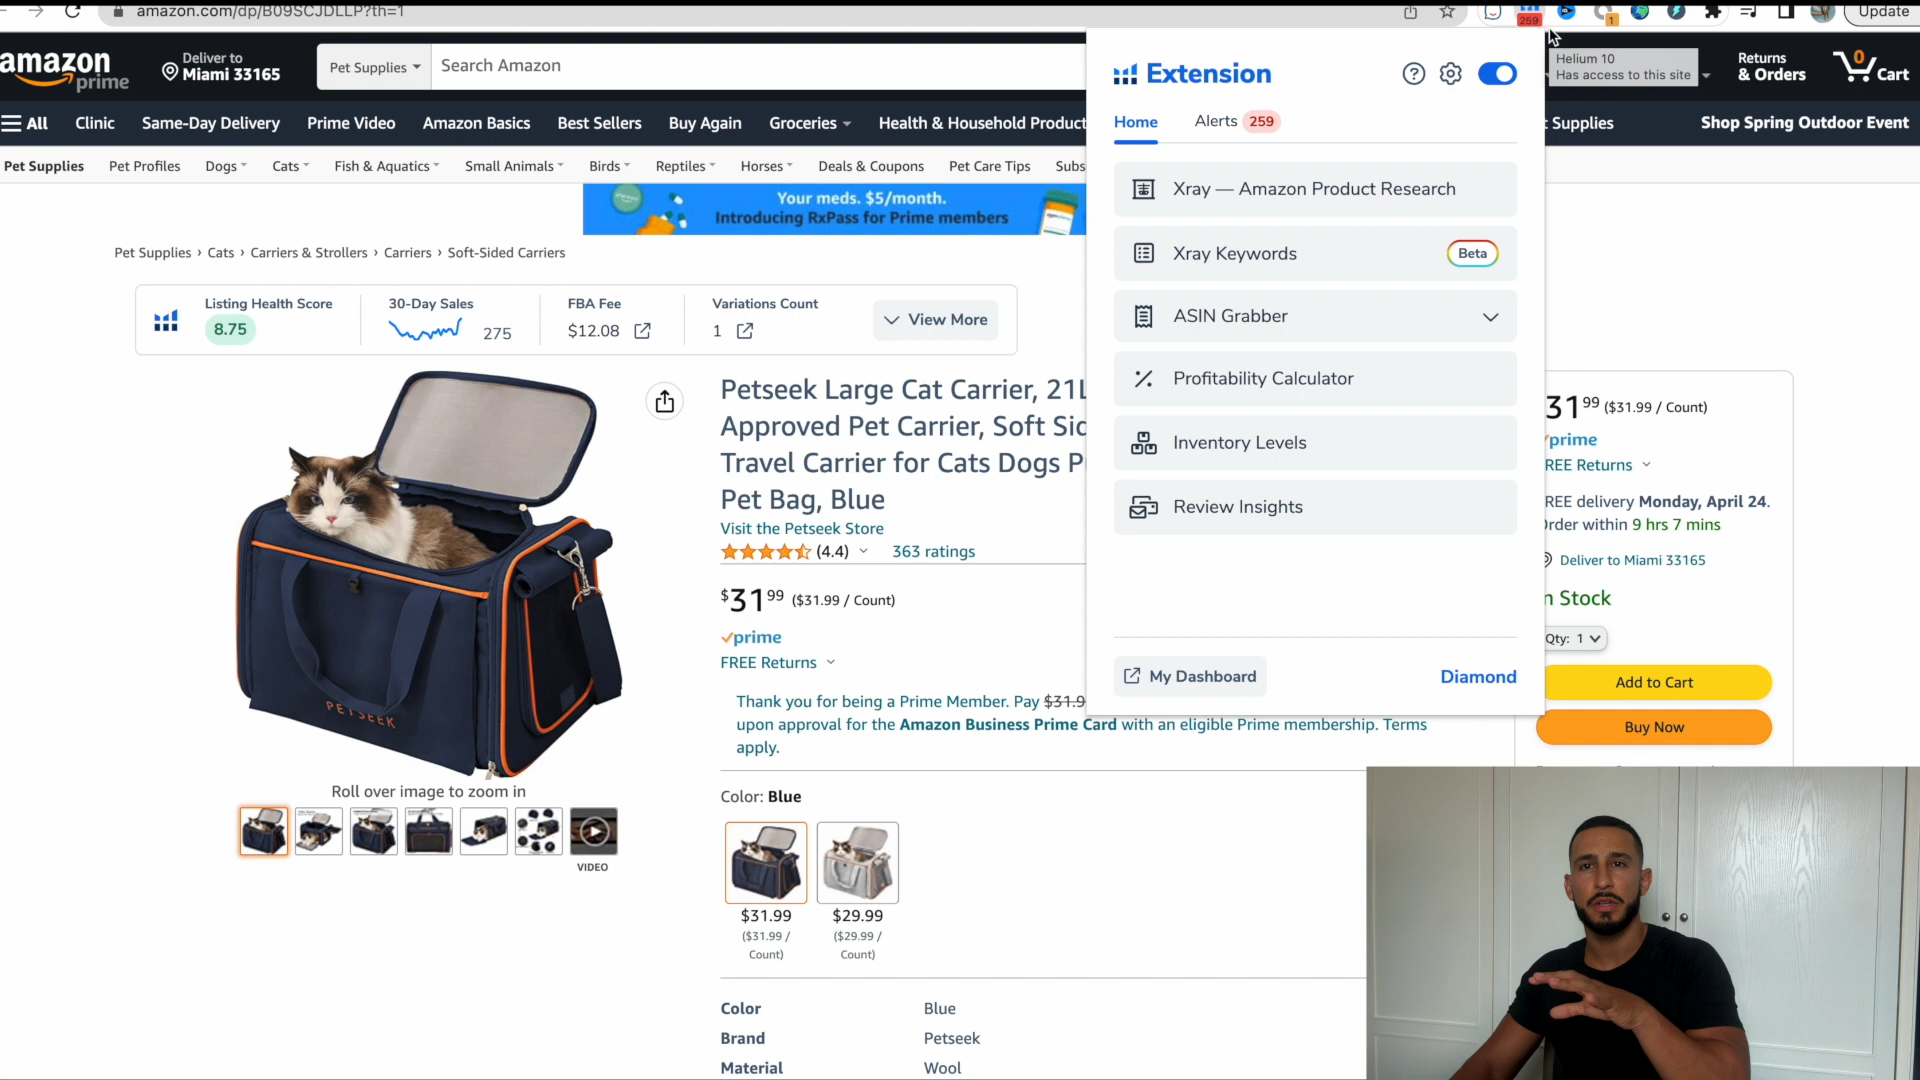 amazon.com/dp/B09SCJDLLP?th=1
259
1
Update
amazon
prime
Deliver to
Miami 33165
Pet Supplies
Search Amazon
Helium 10
Has access to this site
Returns
& Orders
0
Cart
All
Clinic
Same-Day Delivery
Prime Video
Amazon Basics
Best Sellers
Buy Again
Groceries
Health & Household Product
t Supplies
Shop Spring Outdoor Event
Pet Supplies
Pet Profiles
Dogs
Cats
Fish & Aquatics
Small Animals
Birds
Reptiles
Horses
Deals & Coupons
Pet Care Tips
Subs
Your meds. $5/month.
Introducing RxPass for Prime members
Pet Supplies › Cats › Carriers & Strollers › Carriers › Soft-Sided Carriers
Listing Health Score
8.75
30-Day Sales
275
FBA Fee
$12.08
Variations Count
1
View More
Extension
Home
Alerts 259
Xray — Amazon Product Research
Xray Keywords
Beta
ASIN Grabber
Profitability Calculator
Inventory Levels
Review Insights
My Dashboard
Diamond
PETSEEK
Roll over image to zoom in
VIDEO
Petseek Large Cat Carrier, 21L
Approved Pet Carrier, Soft Sid
Travel Carrier for Cats Dogs P
Pet Bag, Blue
Visit the Petseek Store
(4.4)
363 ratings
$31 99 ($31.99 / Count)
prime
FREE Returns
Thank you for being a Prime Member. Pay $31.9
upon approval for the Amazon Business Prime Card with an eligible Prime membership. Terms
apply.
Color: Blue
$31.99
($31.99 /
Count)
$29.99
($29.99 /
Count)
Color Blue
Brand Petseek
Material Wool
31 99 ($31.99 / Count)
prime
REE Returns
REE delivery Monday, April 24.
Order within 9 hrs 7 mins
Deliver to Miami 33165
n Stock
Qty: 1
Add to Cart
Buy Now